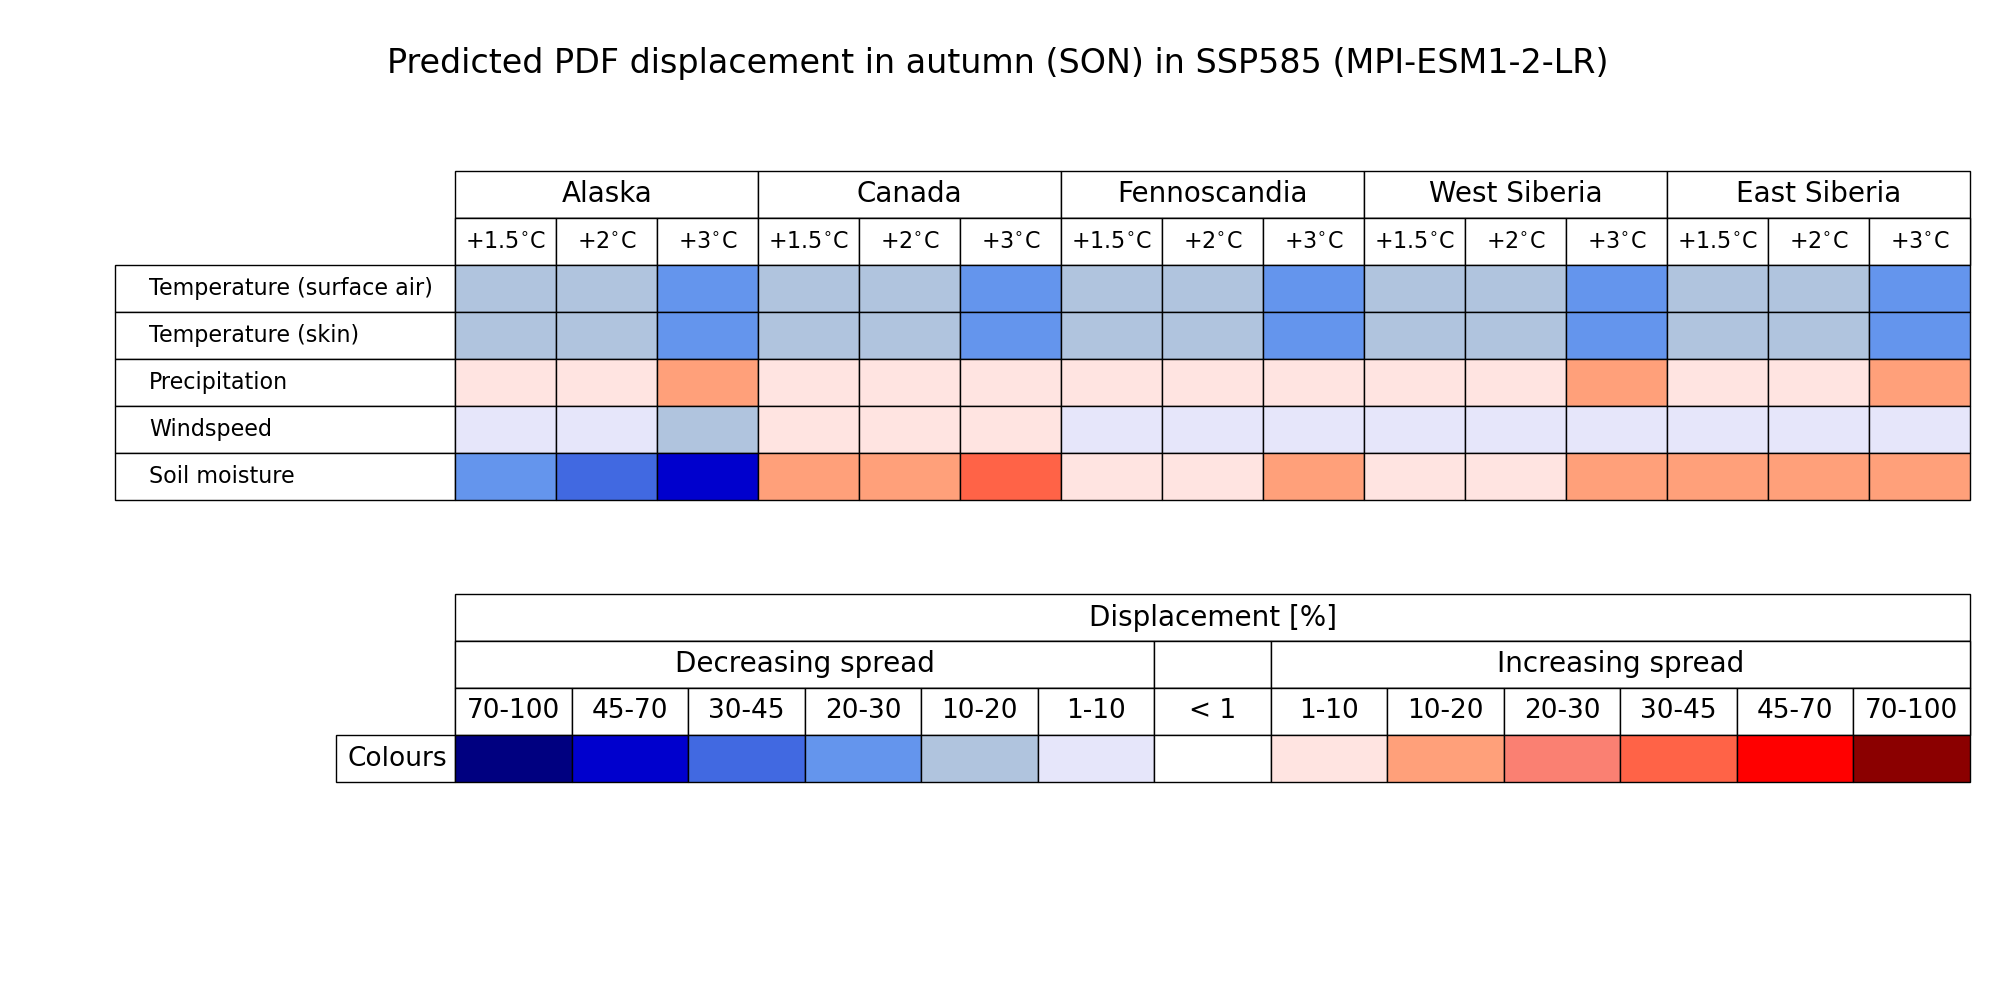 Predicted PDF displacement in autumn (SON) in SSP585 (MPI-ESM1-2-LR)
Alaska Canada Fennoscandia West Siberia East Siberia
+1.5°C +2°C +3°C +1.5°C +2°C +3°C +1.5°C +2°C +3°C +1.5°C +2°C +3°C +1.5°C +2°C +3°C
Temperature (surface air)
Temperature (skin)
Precipitation
Windspeed
Soil moisture
Displacement [%]
Decreasing spread Increasing spread
70-100 45-70 30-45 20-30 10-20 1-10 < 1 1-10 10-20 20-30 30-45 45-70 70-100
Colours